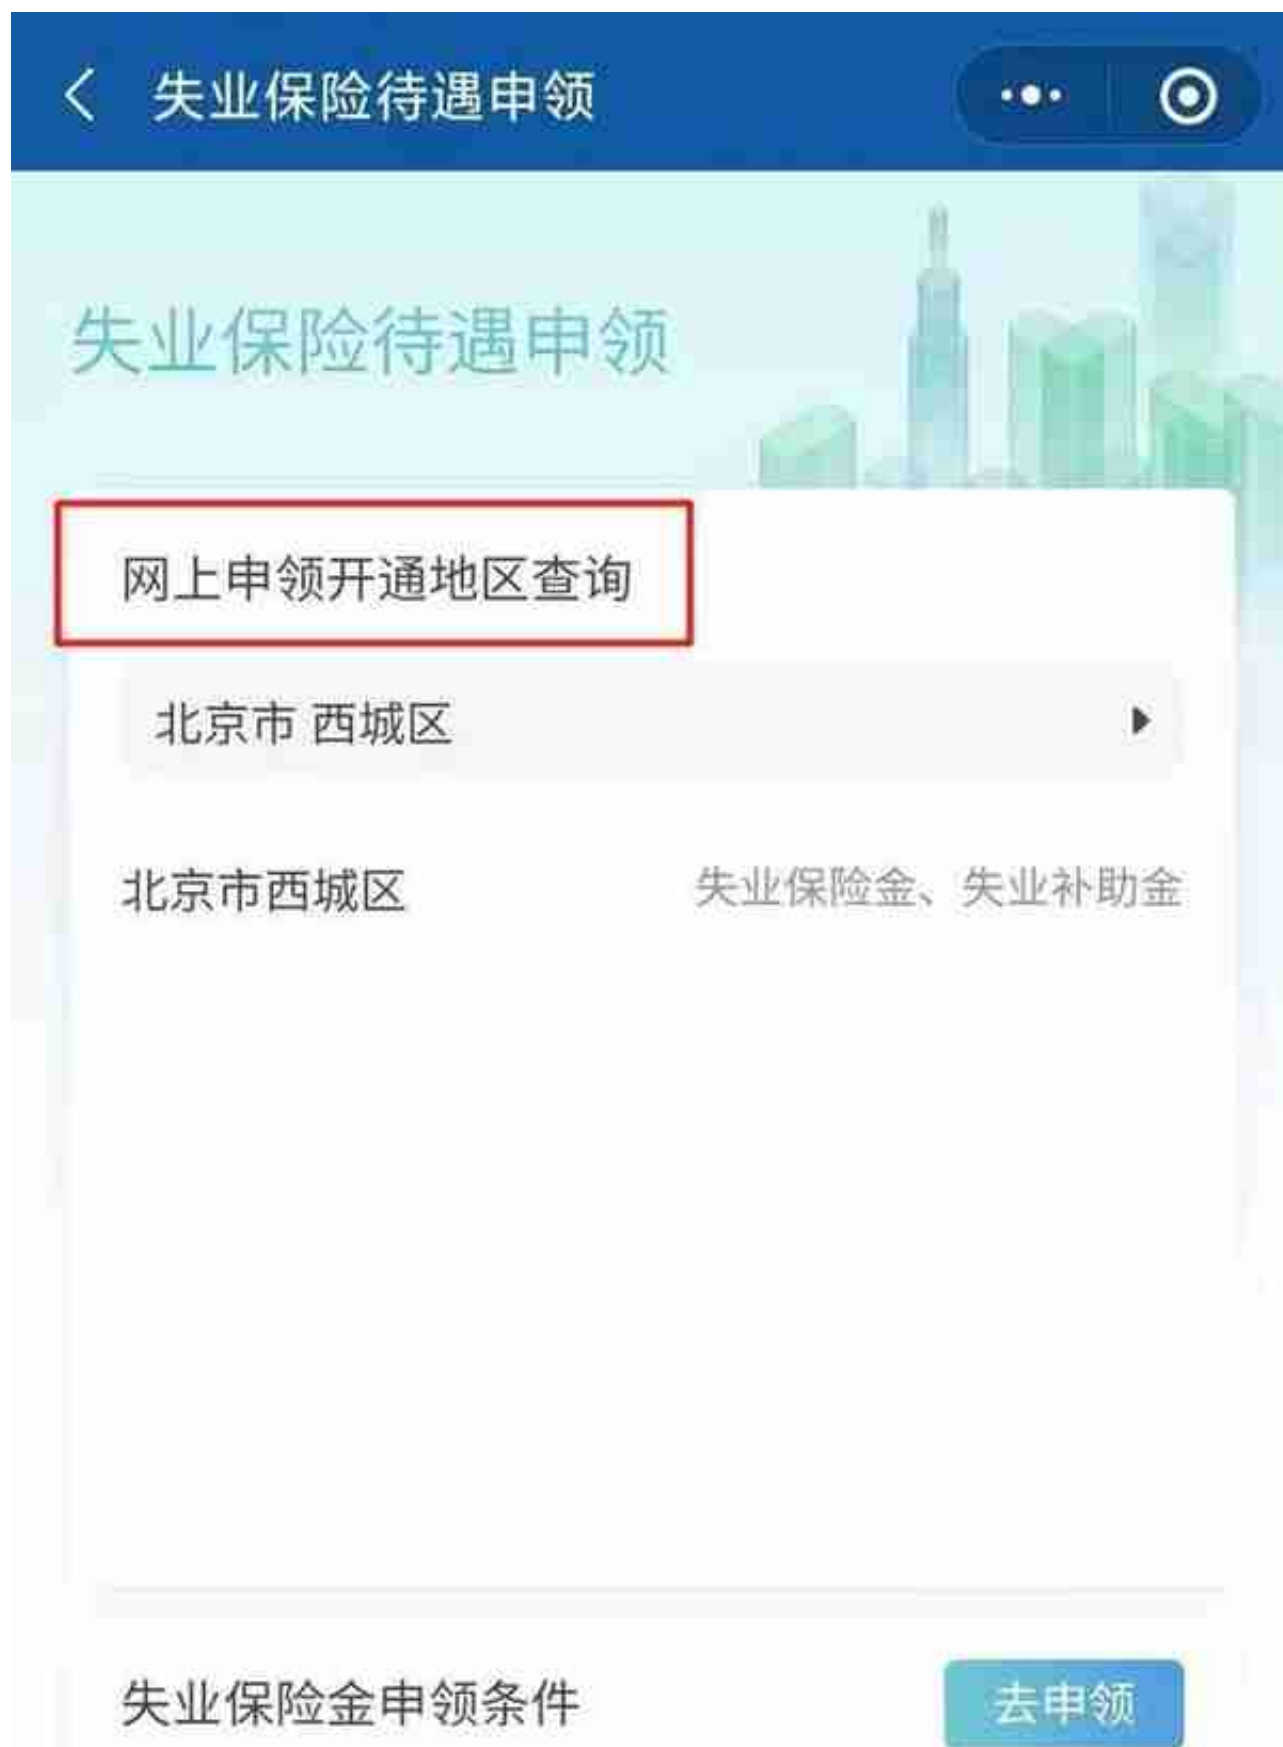 失业保险待遇申领
失业保险待遇申领
网上申领开通地区查询
北京市 西城区
北京市西城区 失业保险金、失业补助金
失业保险金申领条件 去申领